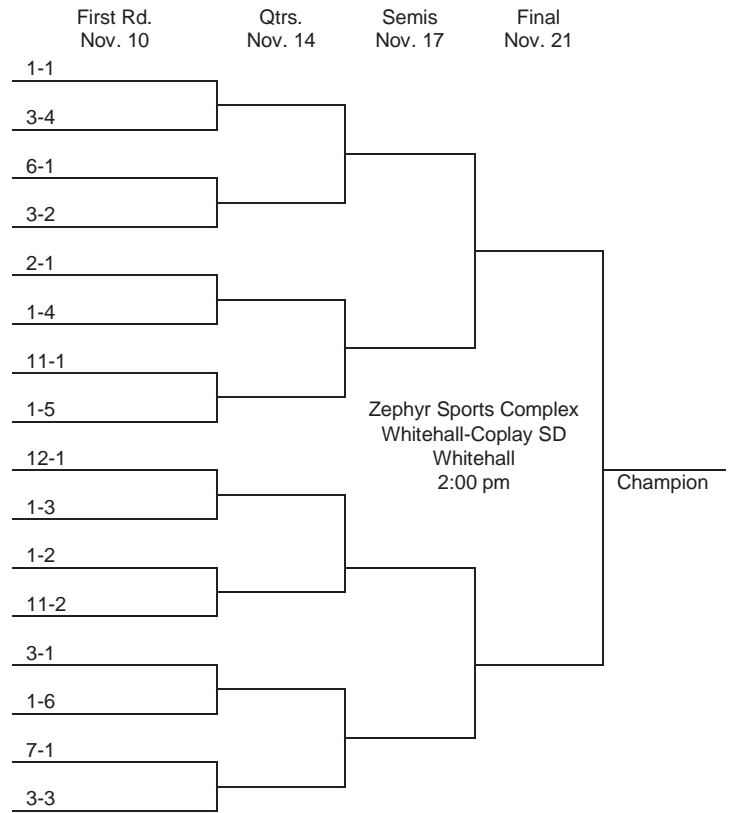 First Rd.
Nov. 10
Qtrs.
Nov. 14
Semis
Nov. 17
Final
Nov. 21
1-1
3-4
6-1
3-2
2-1
1-4
11-1
1-5
Zephyr Sports Complex
Whitehall-Coplay SD
Whitehall
2:00 pm
12-1
1-3
Champion
1-2
11-2
3-1
1-6
7-1
3-3